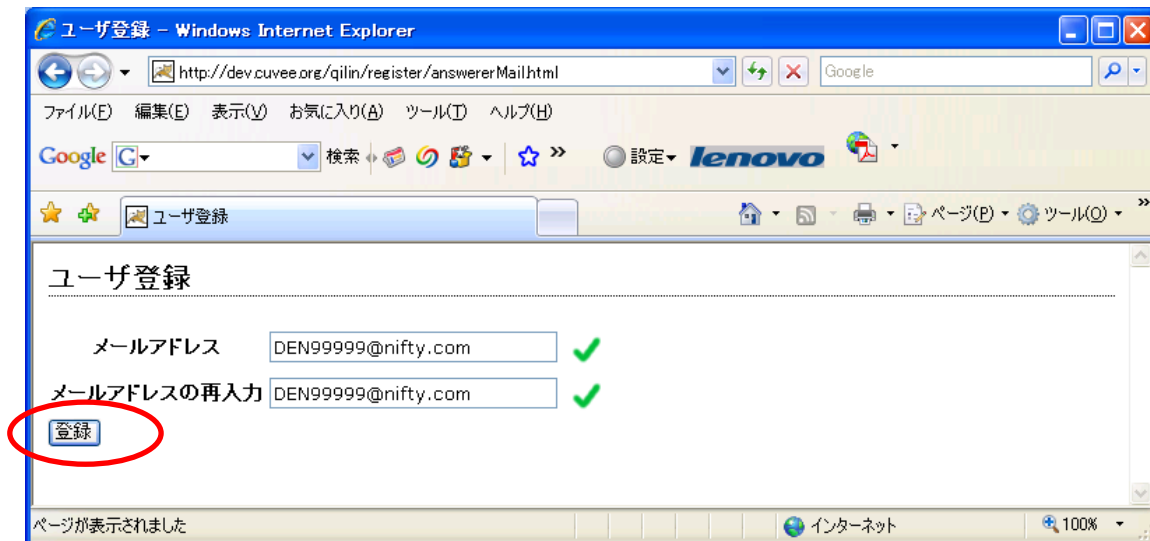 ユーザ登録 - Windows Internet Explorer
http://dev.cuvee.org/qilin/register/answererMail.html
Google
ファイル(F) 編集(E) 表示(V) お気に入り(A) ツール(T) ヘルプ(H)
Google G 検索 » 設定 lenovo
ユーザ登録 ページ(P) ツール(O) »
ユーザ登録
メールアドレス DEN99999@nifty.com
メールアドレスの再入力 DEN99999@nifty.com
登録
ページが表示されました インターネット 100%